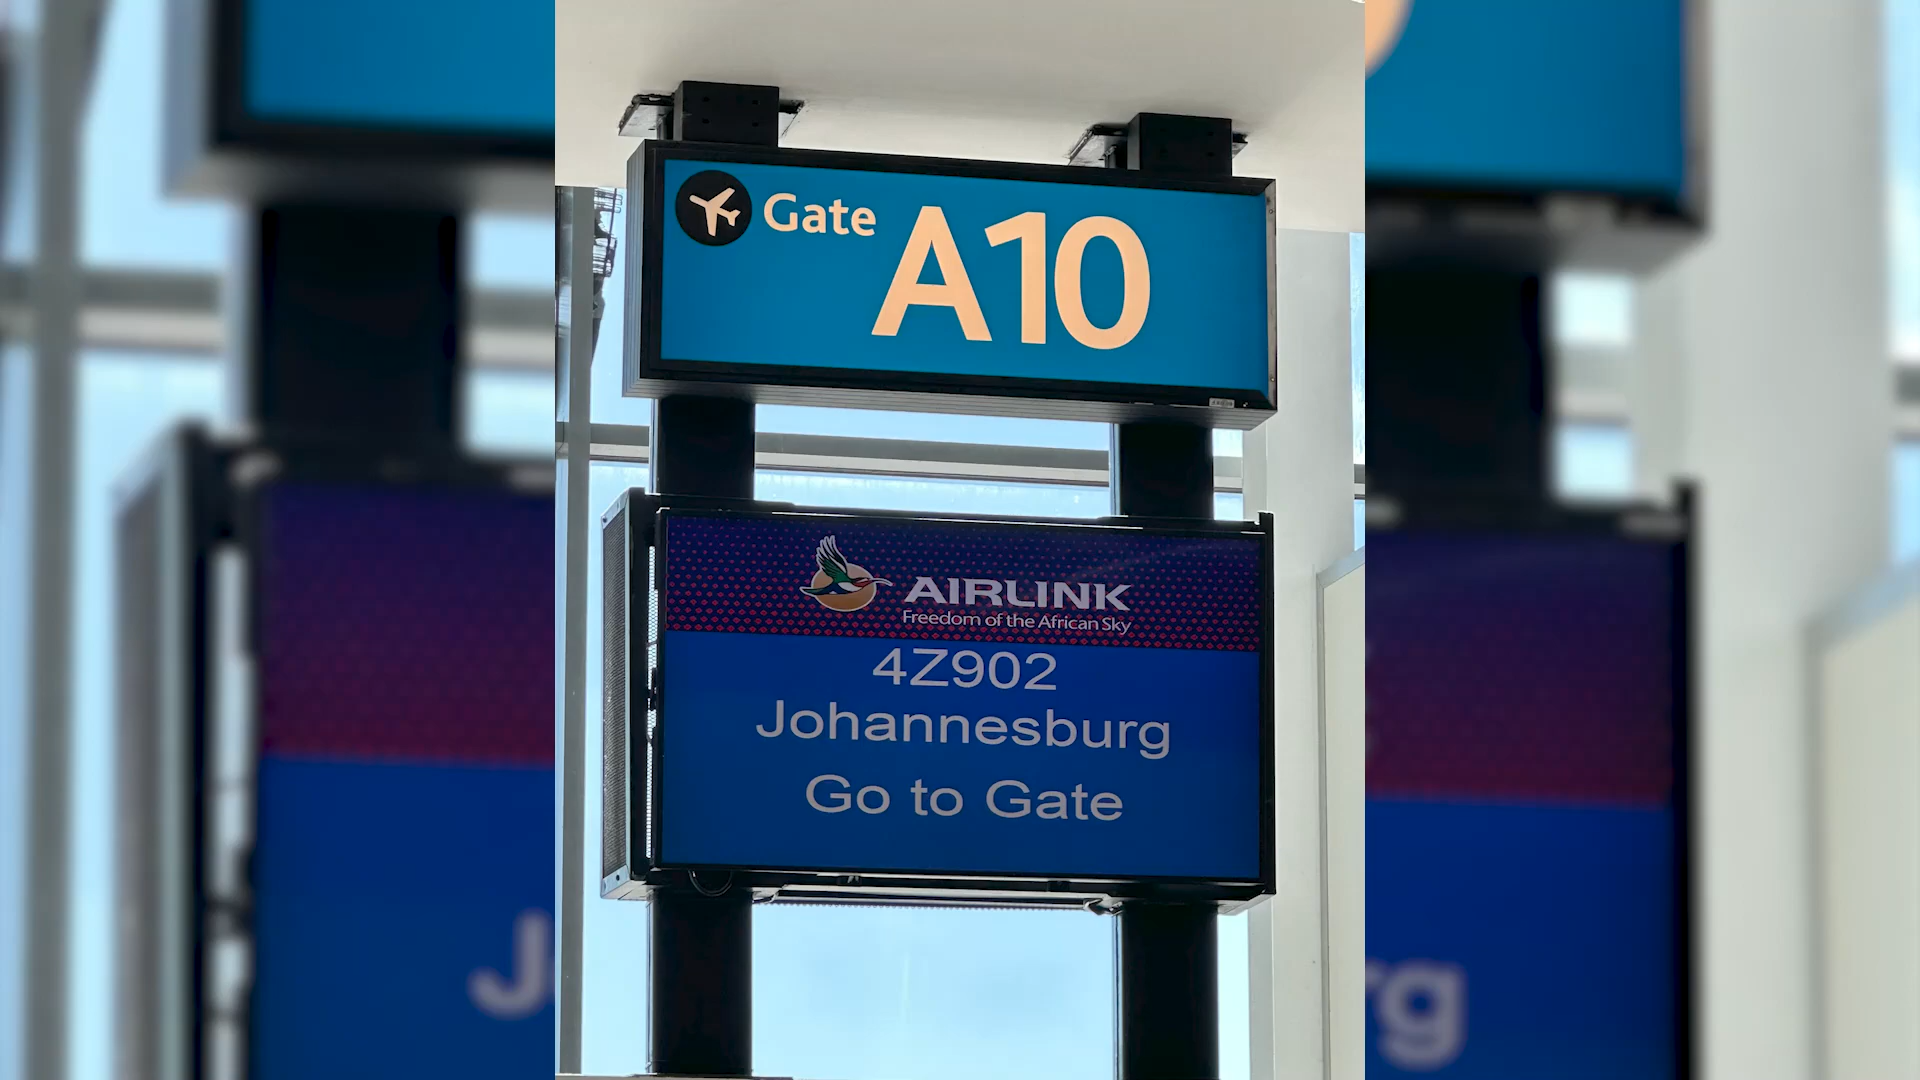 Gate A10
AIRLINK
Freedom of the African Sky
4Z902
Johannesburg
Go to Gate